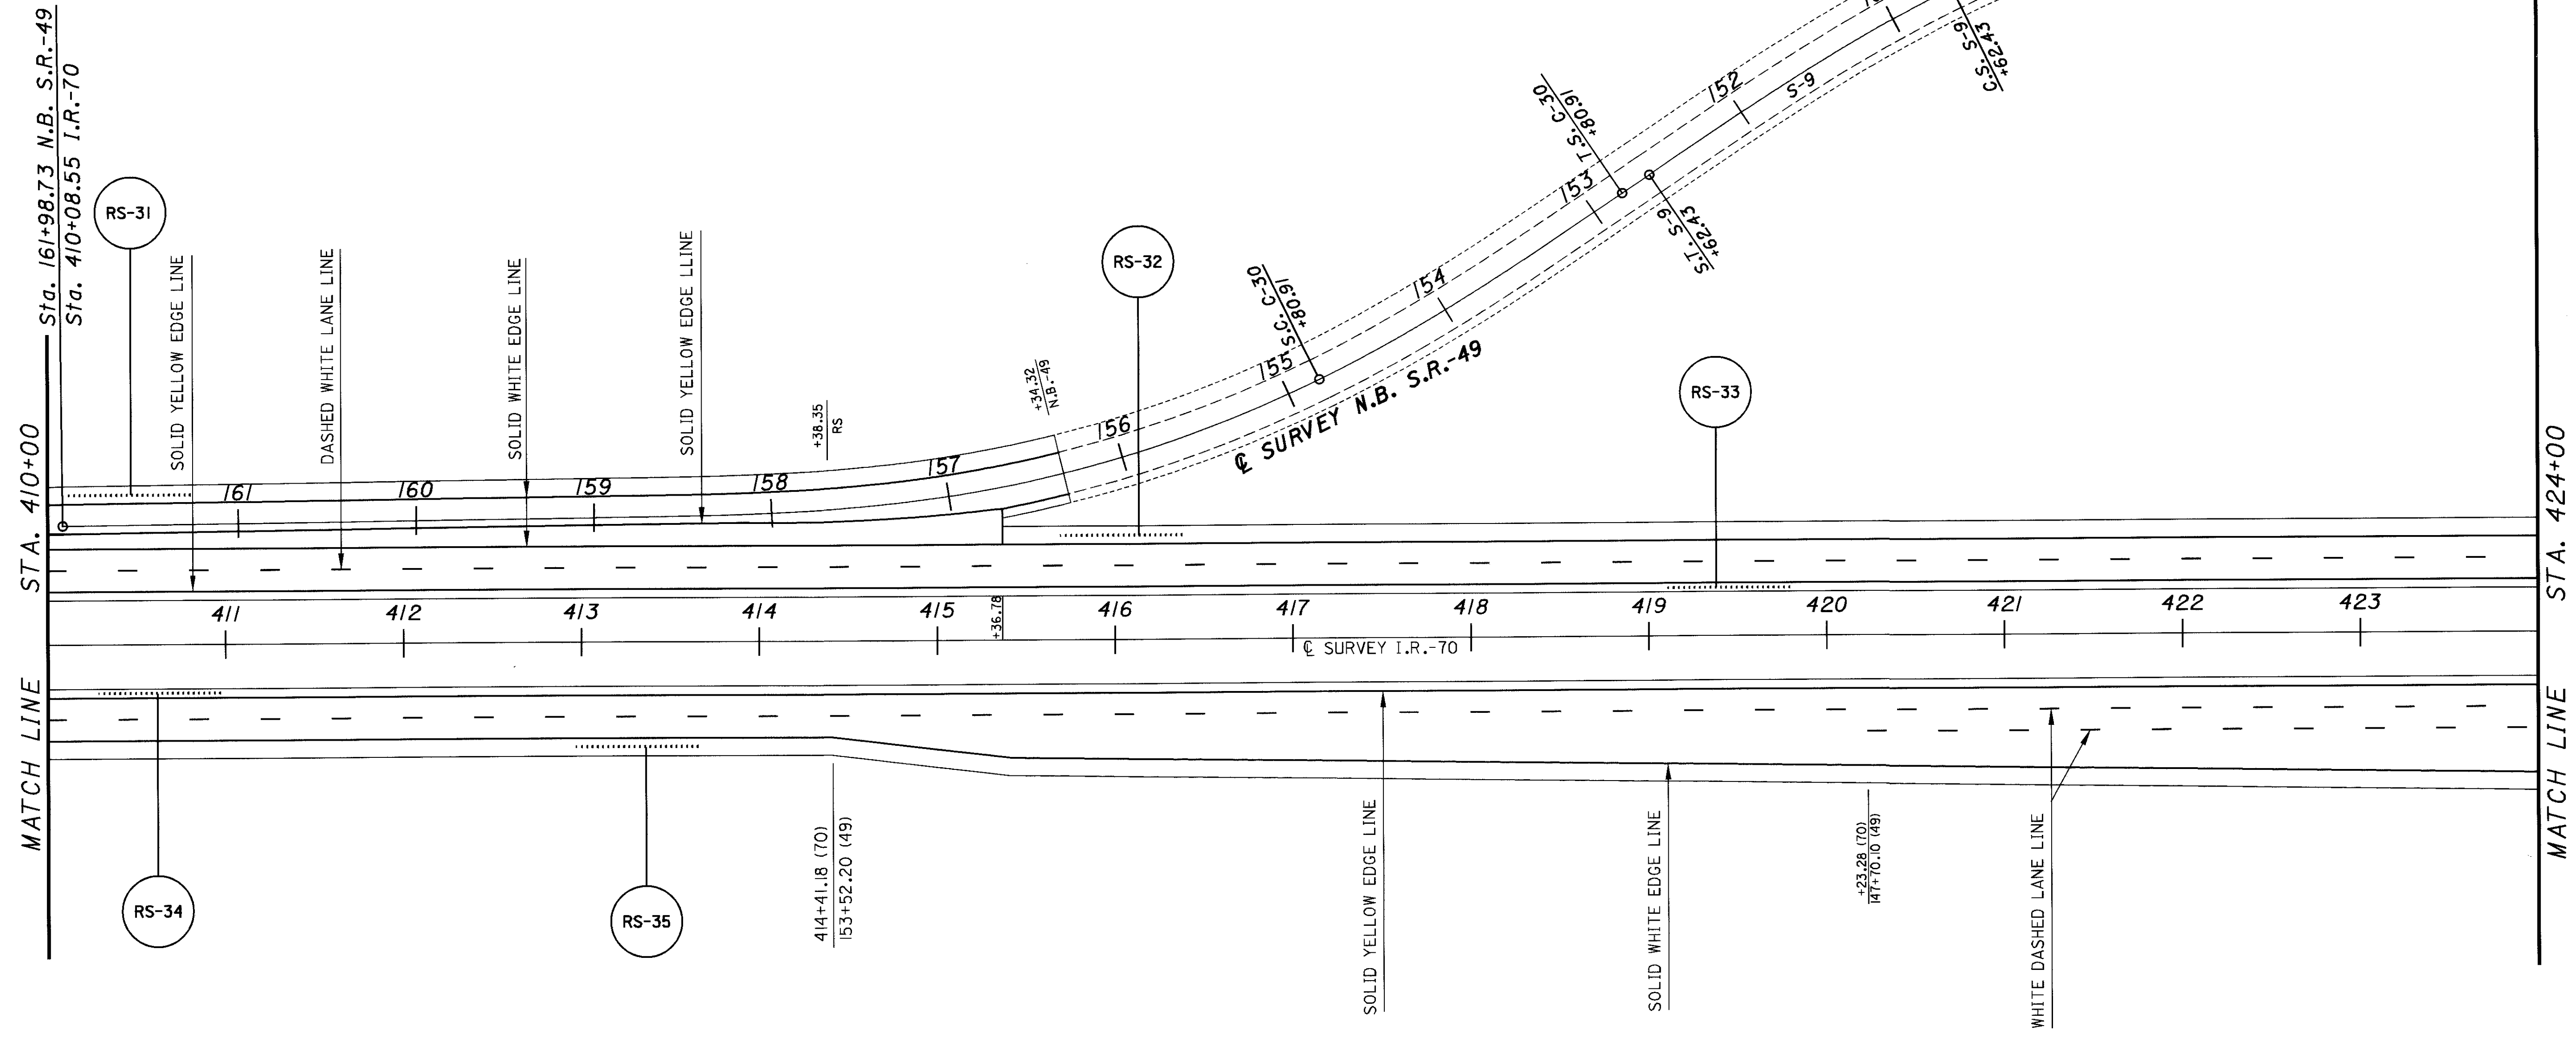 Sta. 161+98.73 N.B. S.R.-49
Sta. 410+08.55 I.R.-70
RS-31
SOLID YELLOW EDGE LINE
DASHED WHITE LANE LINE
SOLID WHITE EDGE LINE
SOLID YELLOW EDGE LLINE
+38.35
RS
+34.32
N.B.-49
RS-32
S.C. C-30
+80.91
T.S. C-30
+80.91
S.T. S-9
+62.43
C.S. S-9
+62.43
S-9
152
153
154
155
156
157
158
159
160
161
℄ SURVEY N.B. S.R.-49
RS-33
MATCH LINE STA. 410+00
411
412
413
414
415
+36.78
416
417
418
419
420
421
422
423
℄ SURVEY I.R.-70
MATCH LINE STA. 424+00
RS-34
RS-35
414+41.18 (70)
153+52.20 (49)
SOLID YELLOW EDGE LINE
SOLID WHITE EDGE LINE
+23.28 (70)
147+70.10 (49)
WHITE DASHED LANE LINE